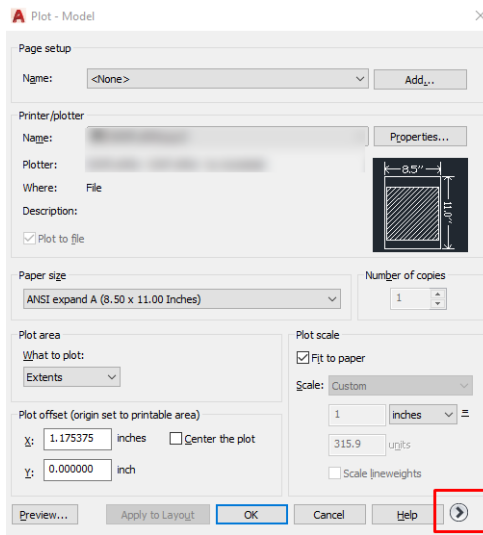 Plot - Model
Page setup
Name: <None> Add...
Printer/plotter
Name: Properties...
Plotter:
Where: File
Description:
Plot to file
8.5"
11.0"
Paper size
ANSI expand A (8.50 x 11.00 Inches)
Number of copies
1
Plot area
What to plot:
Extents
Plot scale
Fit to paper
Scale: Custom
1 inches =
315.9 units
Scale lineweights
Plot offset (origin set to printable area)
X: 1.175375 inches Center the plot
Y: 0.000000 inch
Preview... Apply to Layout OK Cancel Help